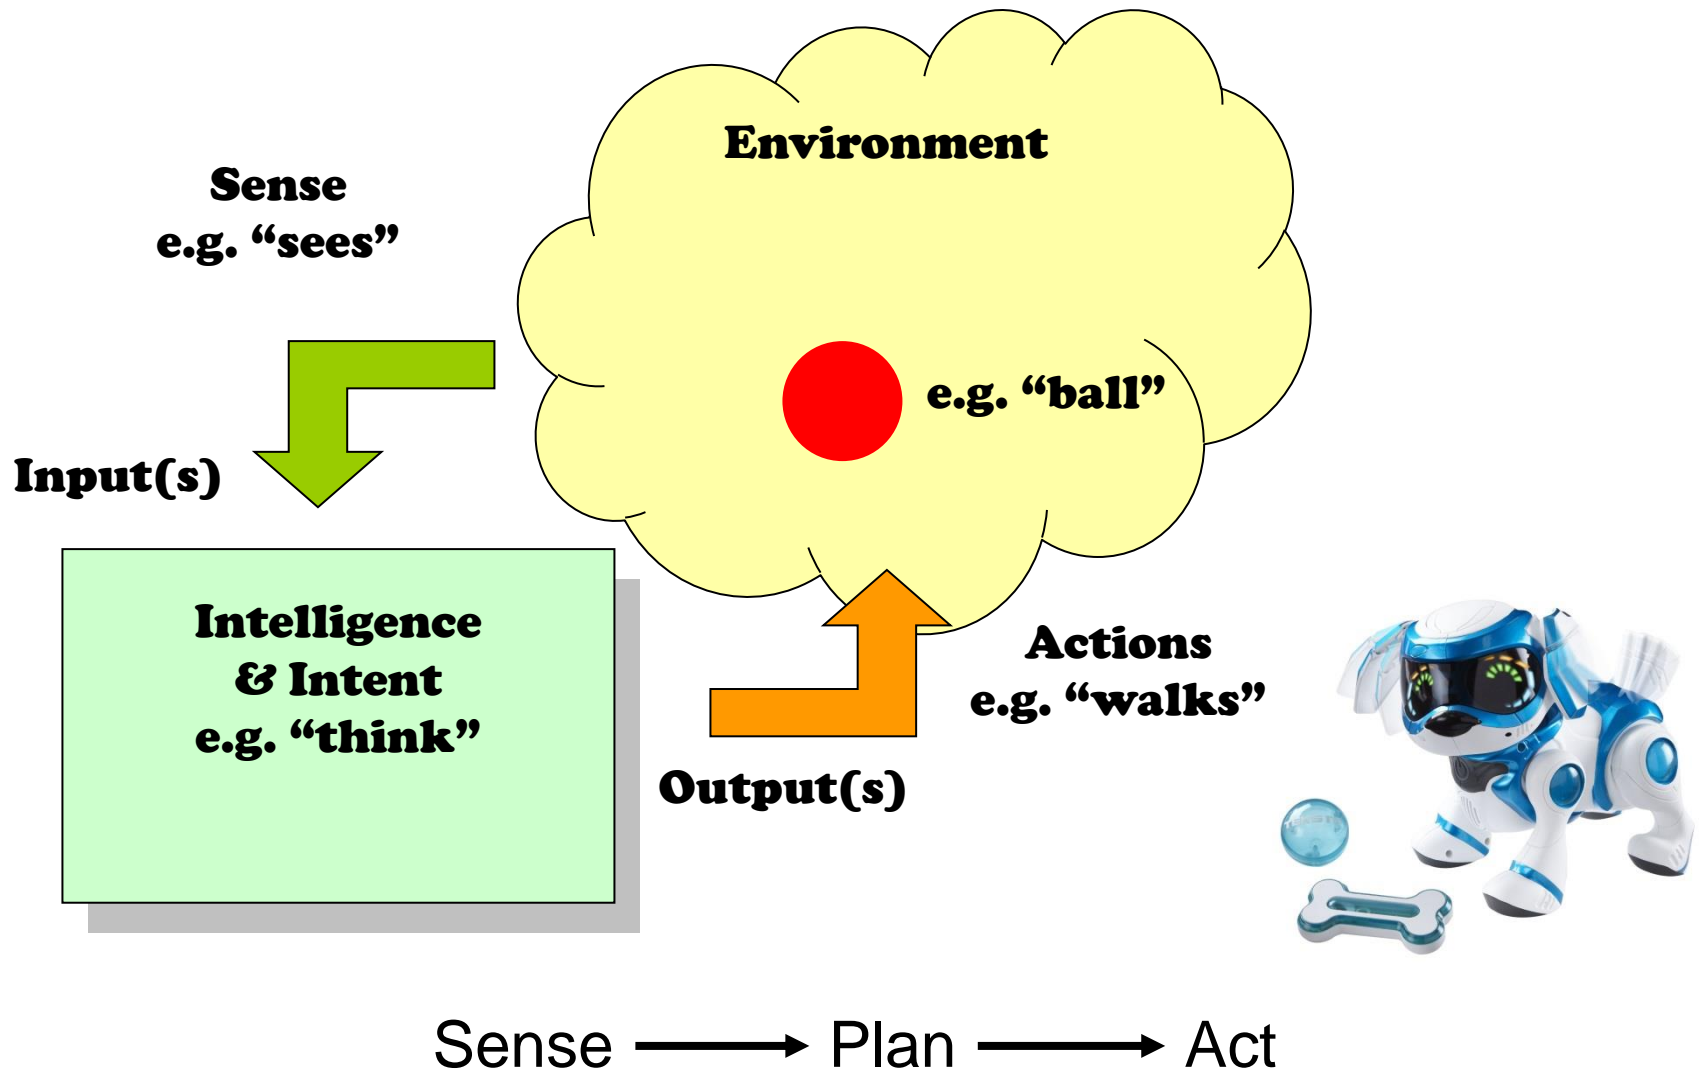 Environment
Sense
e.g. “sees”
e.g. “ball”
Input(s)
Intelligence
& Intent
e.g. “think”
Actions
e.g. “walks”
Output(s)
Sense Plan Act